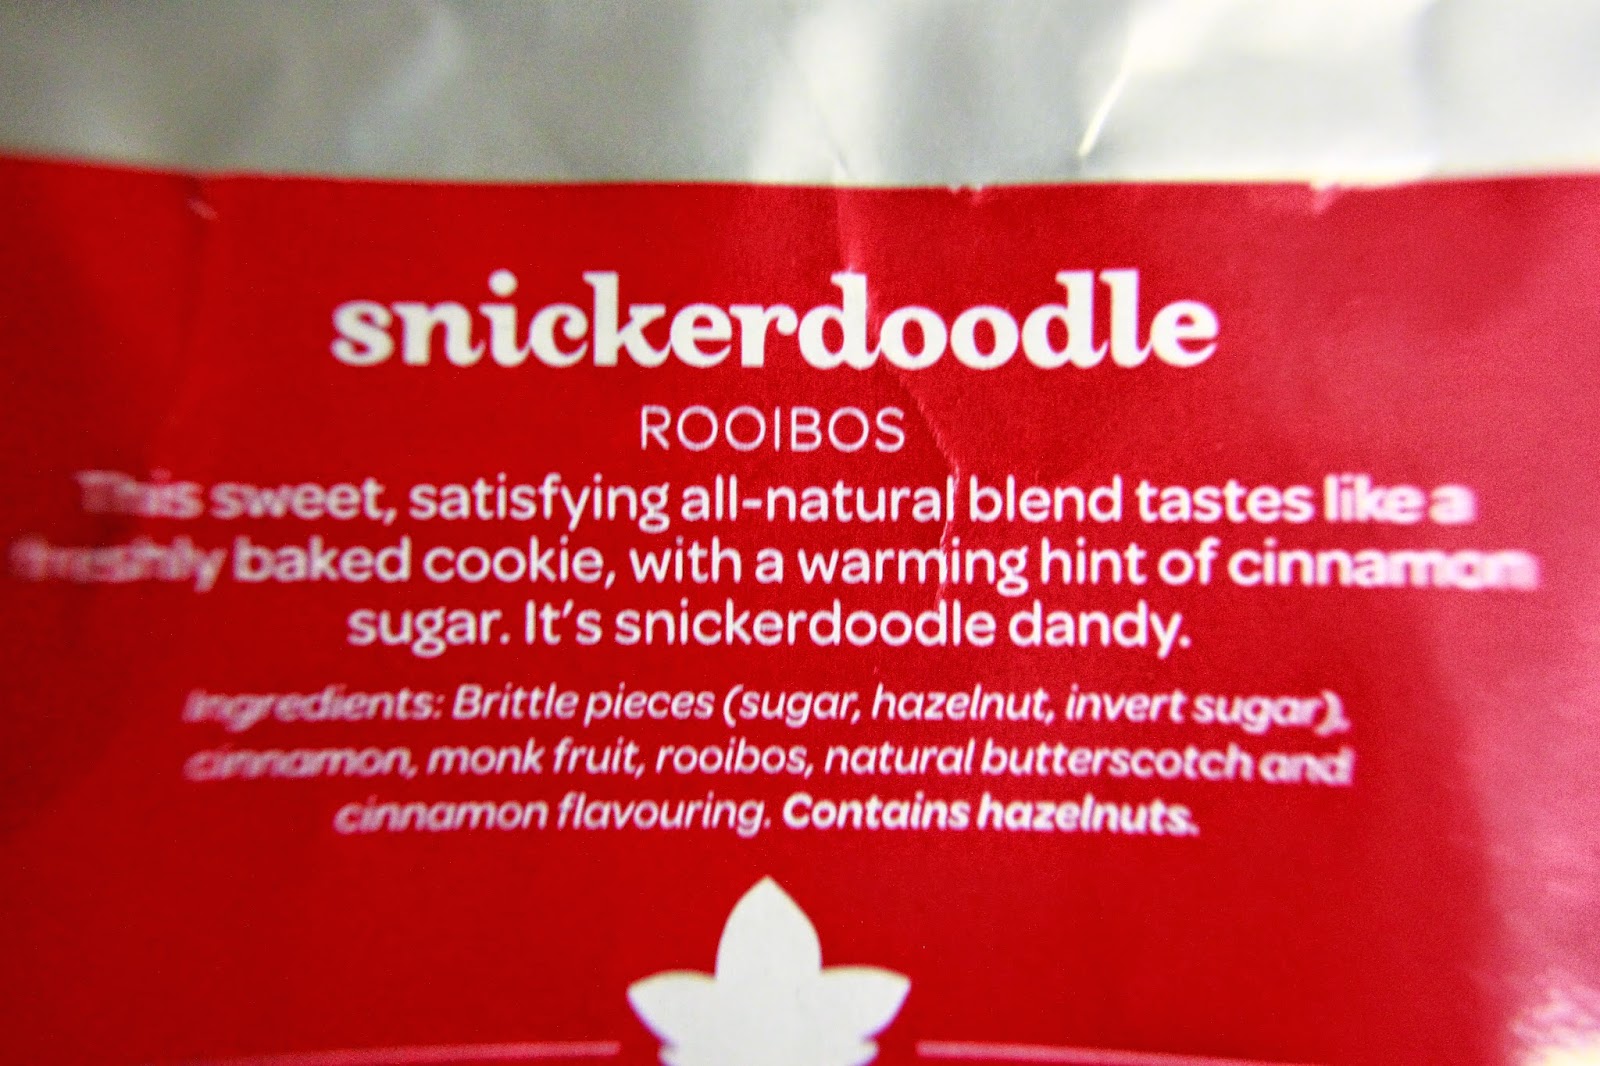 snickerdoodle
ROOIBOS
This sweet, satisfying all-natural blend tastes like a
freshly baked cookie, with a warming hint of cinnamon
sugar. It's snickerdoodle dandy.
Ingredients: Brittle pieces (sugar, hazelnut, invert sugar),
cinnamon, monk fruit, rooibos, natural butterscotch and
cinnamon flavouring. Contains hazelnuts.